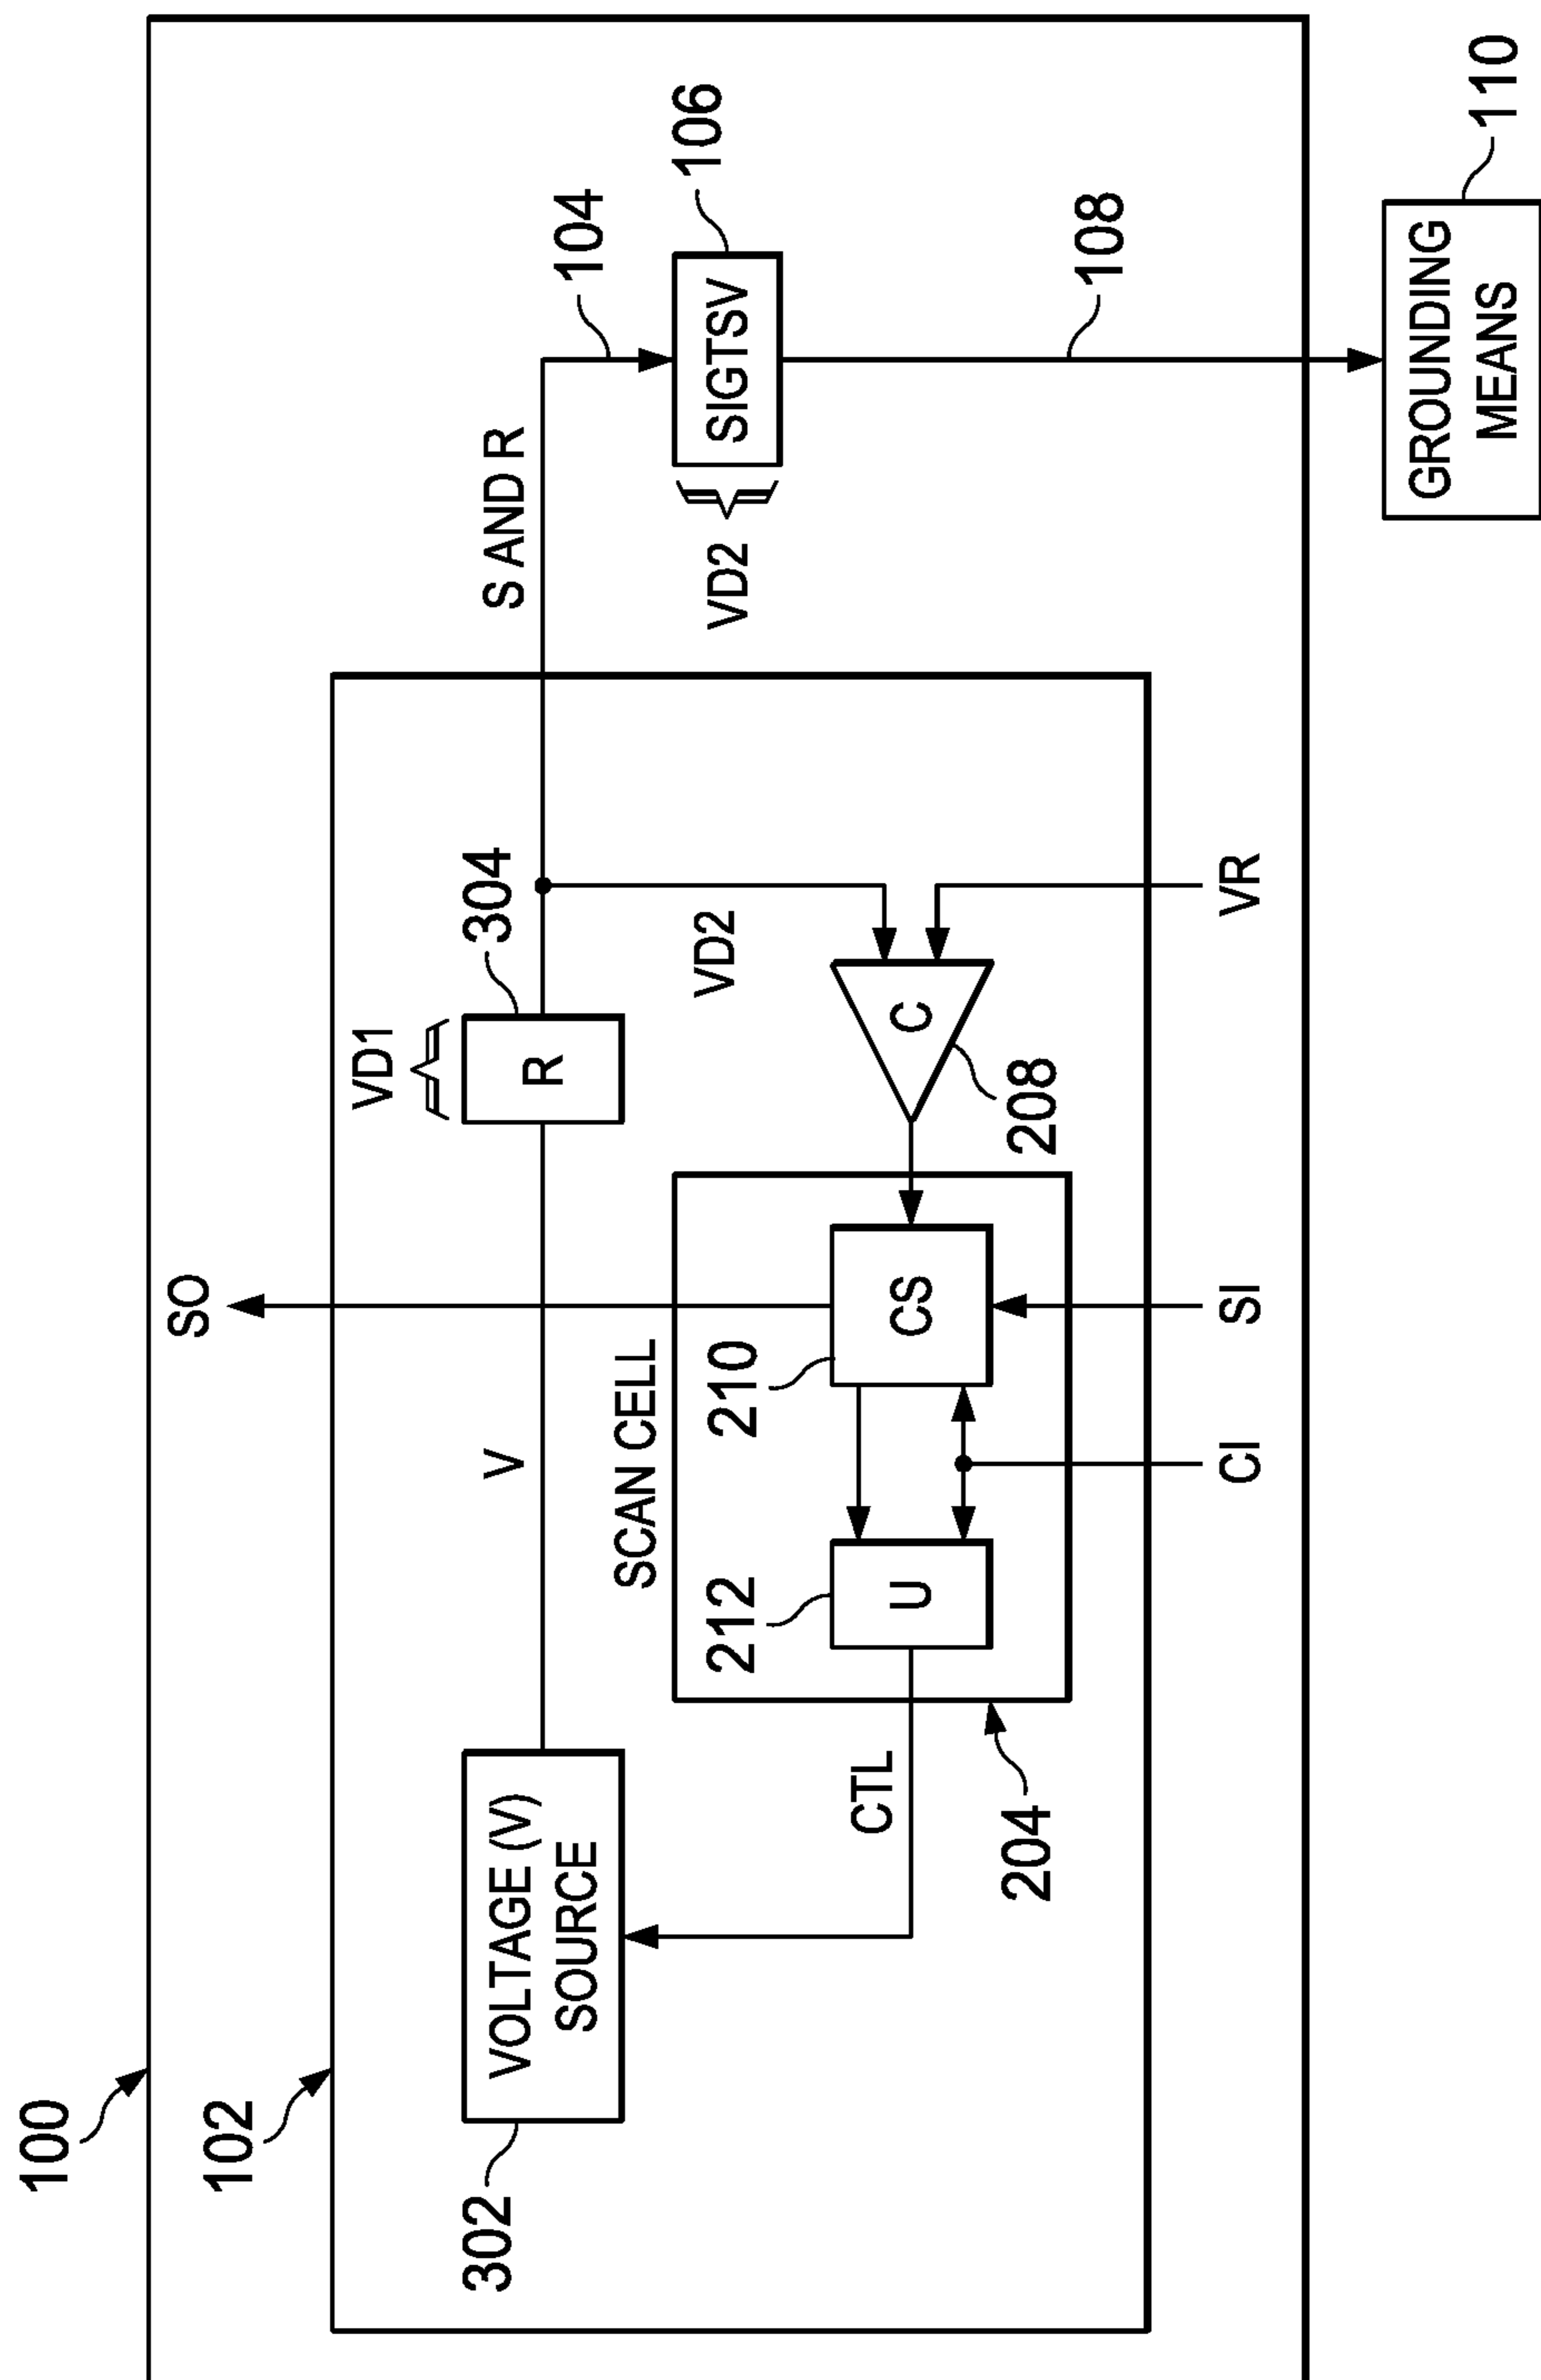 100
102
SO
302
VOLTAGE (V)
SOURCE
V
VD1
R
304
S AND R
104
SCAN CELL
212
U
210
CS
C
208
VD2
VD2
SIGTSV
106
CTL
204
108
CI
SI
VR
GROUNDING
MEANS
110